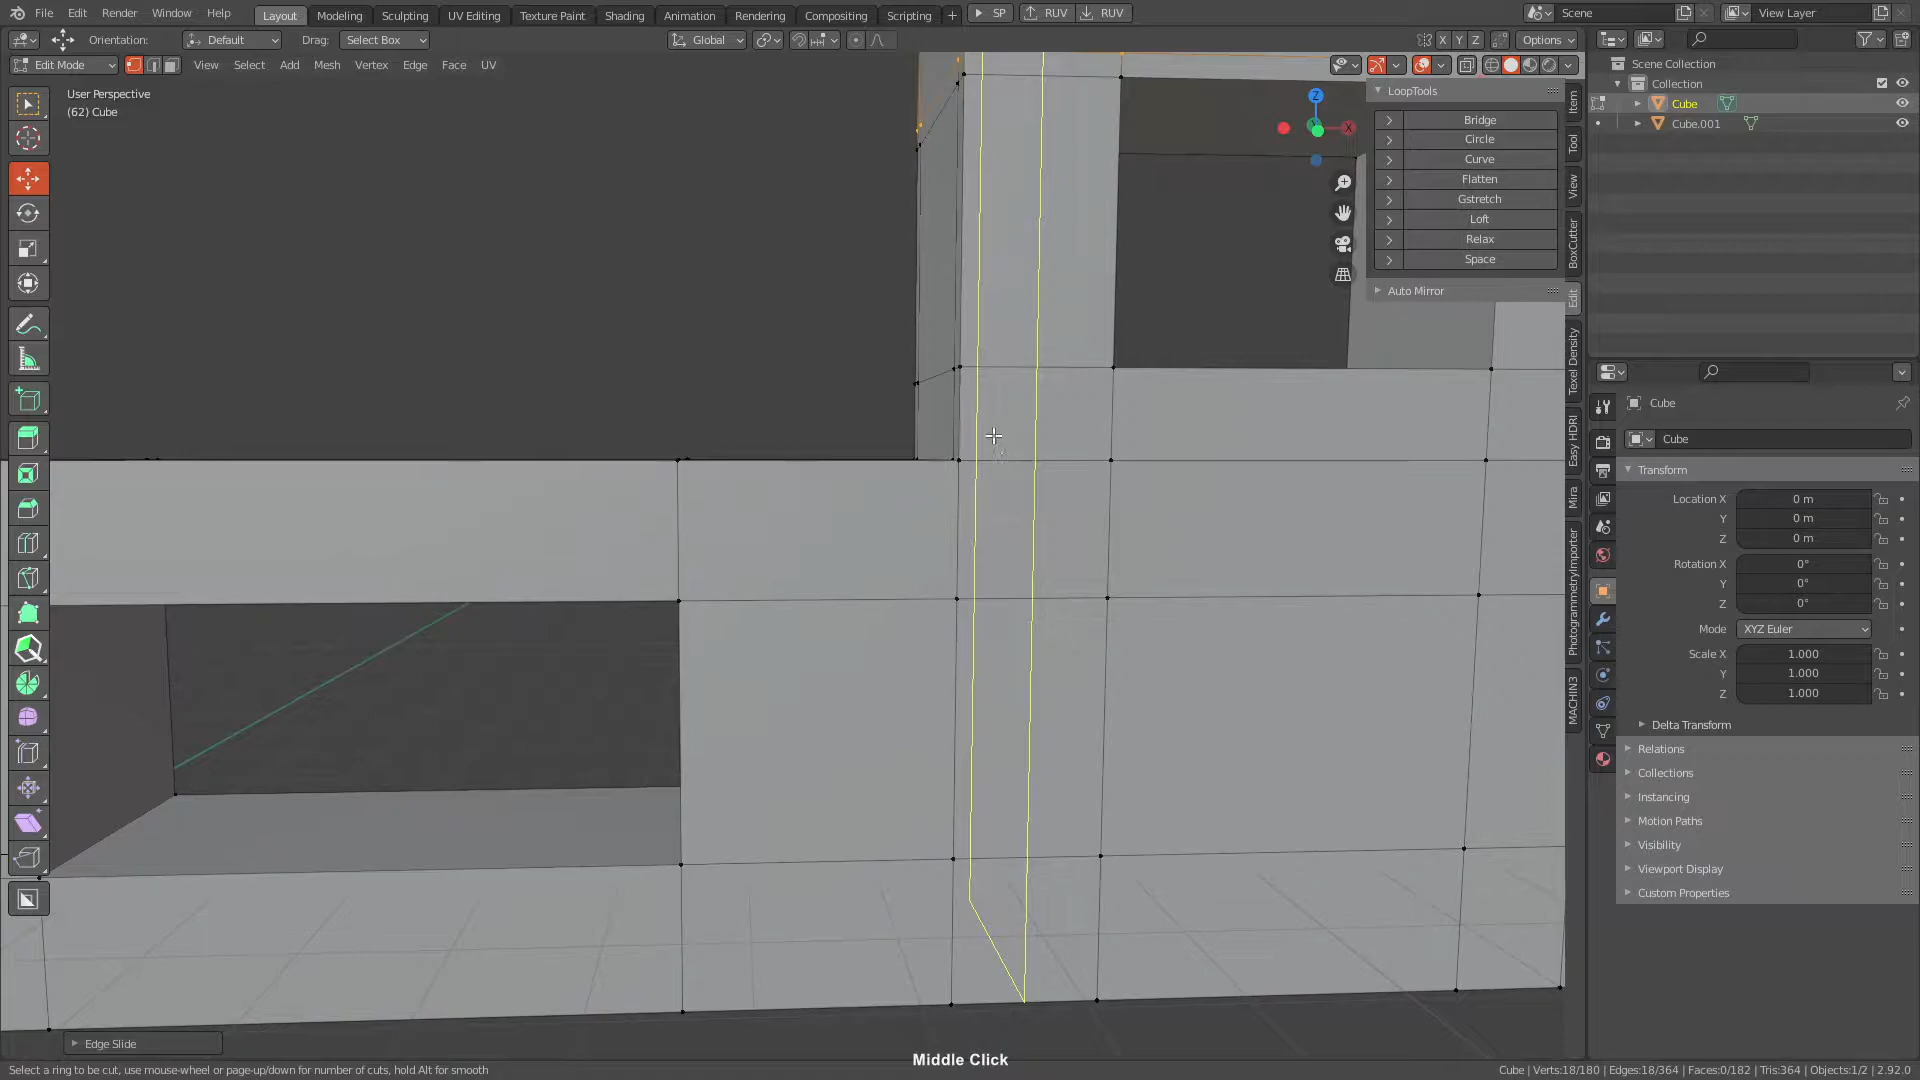 File Edit Render Window Help Layout Modeling Sculpting UV Editing Texture Paint Shading Animation Rendering Compositing Scripting SP RUV RUV Scene View Layer
Orientation: Default Drag: Select Box Global X Y Z Options
Edit Mode View Select Add Mesh Vertex Edge Face UV
User Perspective
(62) Cube
Scene Collection
Collection
Cube
Cube.001
LoopTools
Bridge
Circle
Curve
Flatten
Gstretch
Loft
Relax
Space
Auto Mirror
Z
X
Item
Tool
View
BoxCutter
Edit
Texel Density
Easy HDRI
Mira
PhotogrammetryImporter
MACHIN3
Cube
Cube
Transform
Location X 0 m
Y 0 m
Z 0 m
Rotation X 0°
Y 0°
Z 0°
Mode XYZ Euler
Scale X 1.000
Y 1.000
Z 1.000
Delta Transform
Relations
Collections
Instancing
Motion Paths
Visibility
Viewport Display
Custom Properties
Edge Slide
Middle Click
Select a ring to be cut, use mouse-wheel or page-up/down for number of cuts, hold Alt for smooth
Cube | Verts:18/180 | Edges:18/364 | Faces:0/182 | Tris:364 | Objects:1/2 | 2.92.0